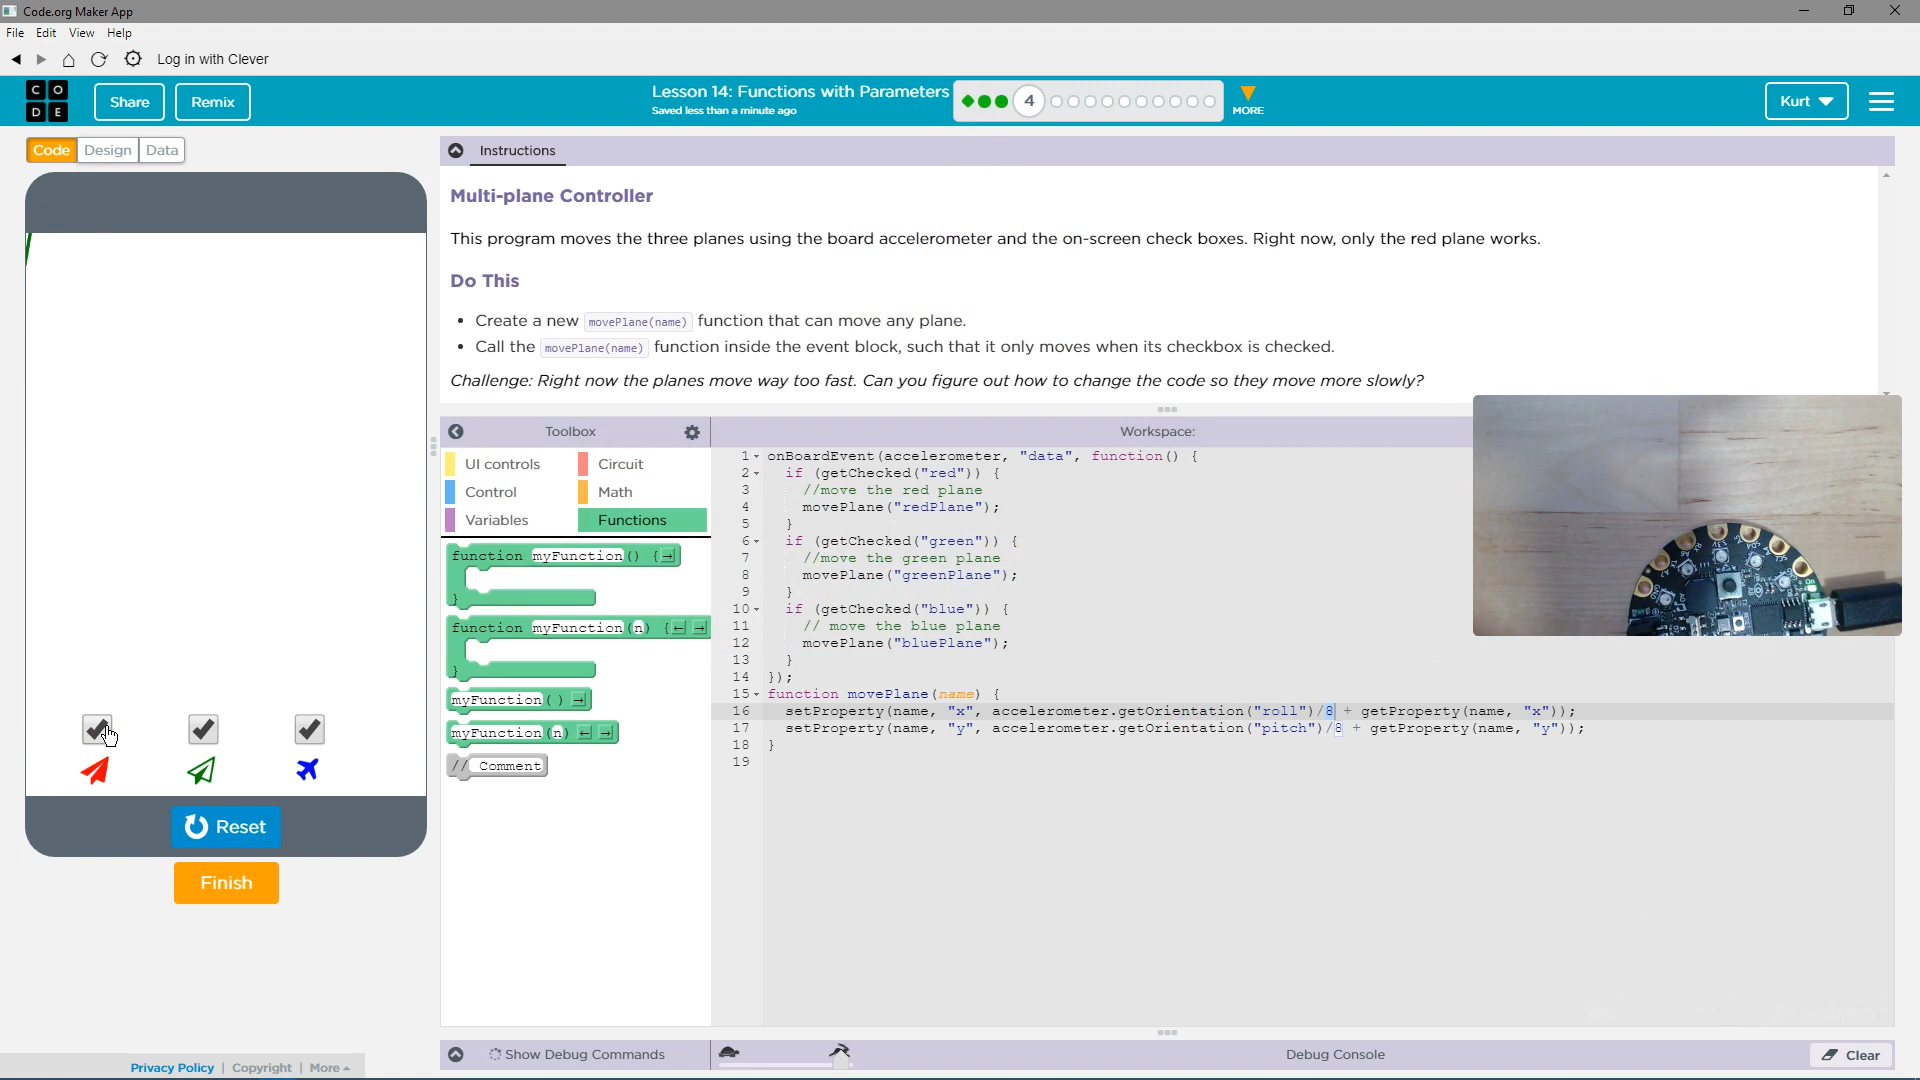 Code.org Maker App
File Edit View Help
Log in with Clever
C O D E
Share
Remix
Lesson 14: Functions with Parameters
Saved less than a minute ago
4
MORE
Kurt
Code Design Data
Instructions
Multi-plane Controller
This program moves the three planes using the board accelerometer and the on-screen check boxes. Right now, only the red plane works.
Do This
Create a new movePlane(name) function that can move any plane.
Call the movePlane(name) function inside the event block, such that it only moves when its checkbox is checked.
Challenge: Right now the planes move way too fast. Can you figure out how to change the code so they move more slowly?
Toolbox
Workspace:
UI controls
Circuit
Control
Math
Variables
Functions
function myFunction() {
}
function myFunction(n) {
}
myFunction()
myFunction(n)
// Comment
1 onBoardEvent(accelerometer, "data", function() {
2 if (getChecked("red")) {
3 //move the red plane
4 movePlane("redPlane");
5 }
6 if (getChecked("green")) {
7 //move the green plane
8 movePlane("greenPlane");
9 }
10 if (getChecked("blue")) {
11 // move the blue plane
12 movePlane("bluePlane");
13 }
14 });
15 function movePlane(name) {
16 setProperty(name, "x", accelerometer.getOrientation("roll")/8 + getProperty(name, "x"));
17 setProperty(name, "y", accelerometer.getOrientation("pitch")/8 + getProperty(name, "y"));
18 }
19
Reset
Finish
Show Debug Commands
Debug Console
Clear
Privacy Policy | Copyright | More